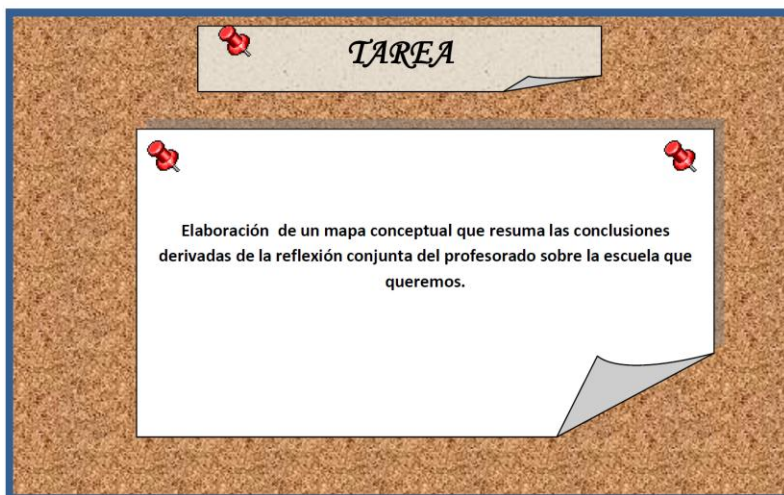 TAREA
Elaboración de un mapa conceptual que resuma las conclusiones
derivadas de la reflexión conjunta del profesorado sobre la escuela que
queremos.